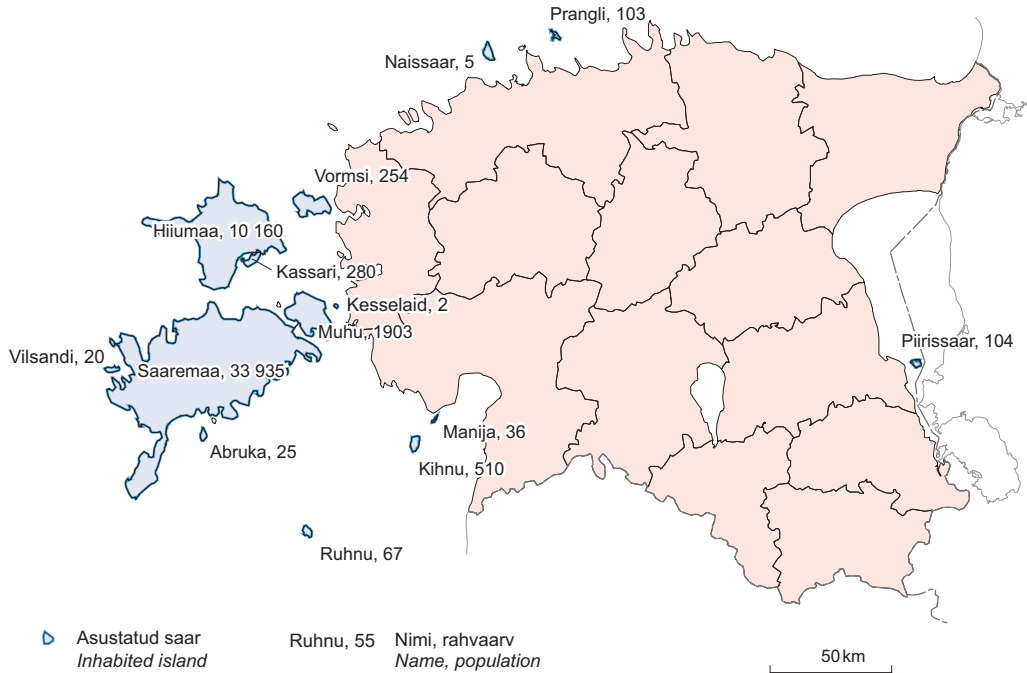 Prangli, 103
Naissaar, 5
Vormsi, 254
Hiiumaa, 10 160
Kassari, 280
Kesselaid, 2
Muhu, 1903
Vilsandi, 20
Saaremaa, 33 935
Piirissaar, 104
Abruka, 25
Manija, 36
Kihnu, 510
Ruhnu, 67
Asustatud saar
Inhabited island
Ruhnu, 55 Nimi, rahvaarv
Name, population
50 km